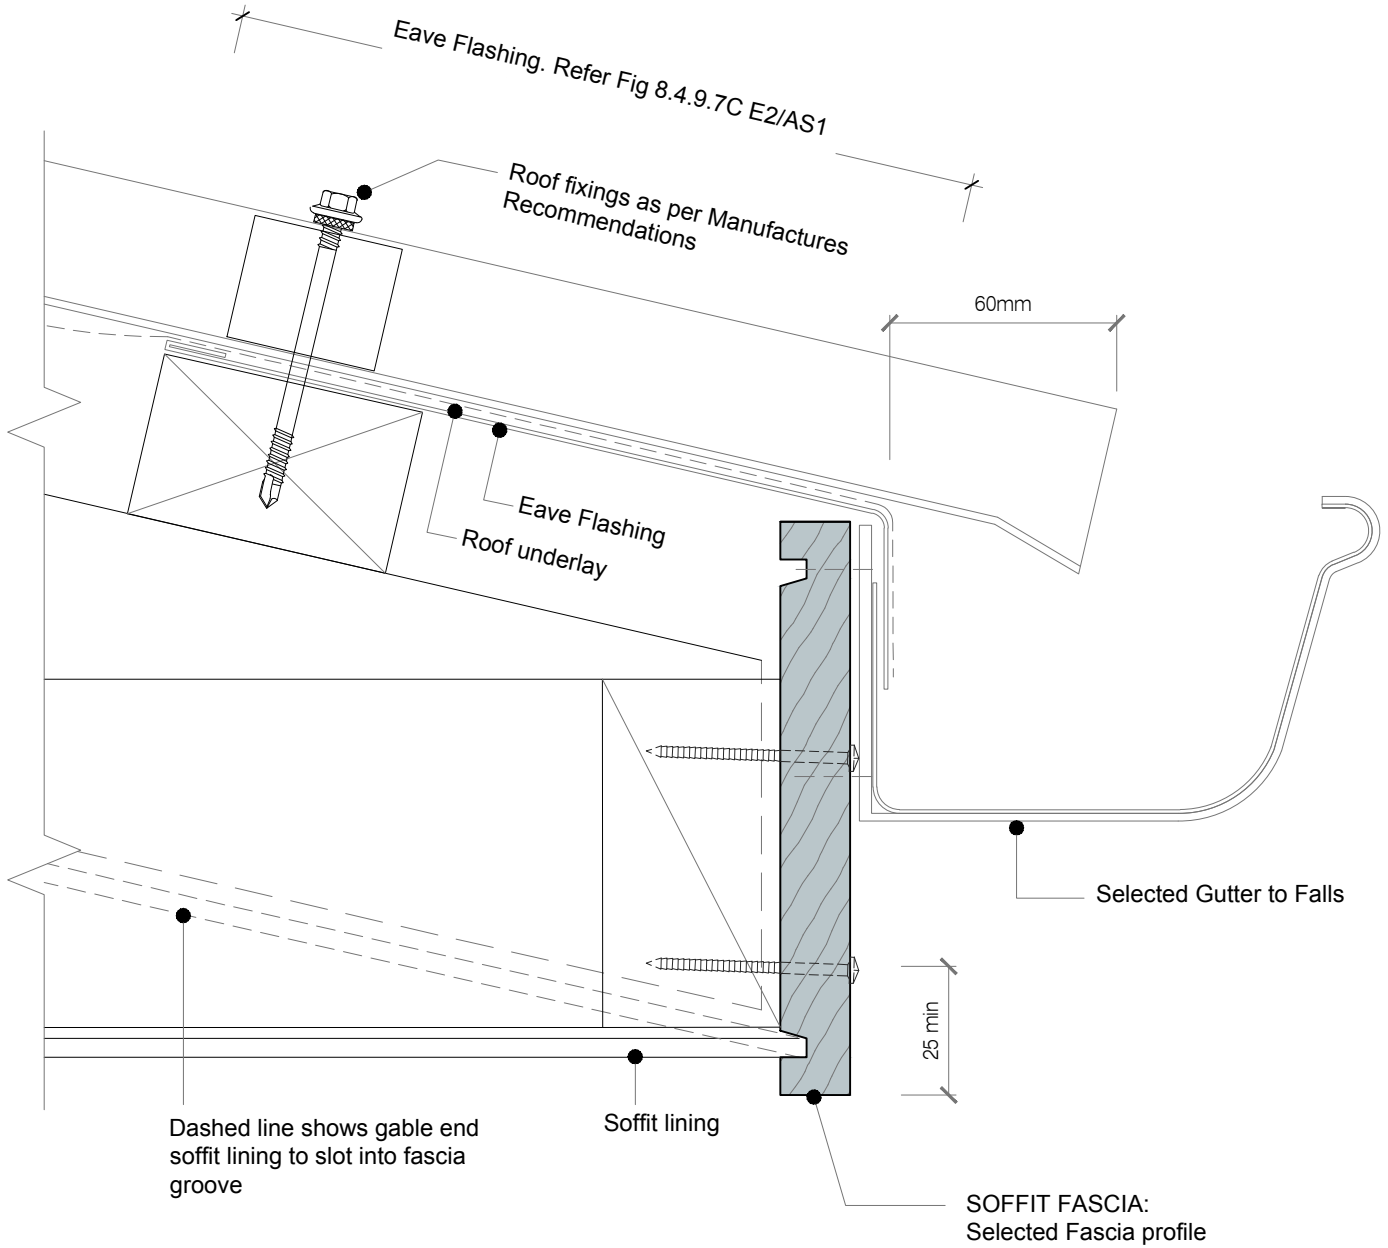 Eave Flashing. Refer Fig 8.4.9.7C E2/AS1
Roof fixings as per Manufactures
Recommendations
60mm
Eave Flashing
Roof underlay
Selected Gutter to Falls
25 min
Dashed line shows gable end
soffit lining to slot into fascia
groove
Soffit lining
SOFFIT FASCIA:
Selected Fascia profile